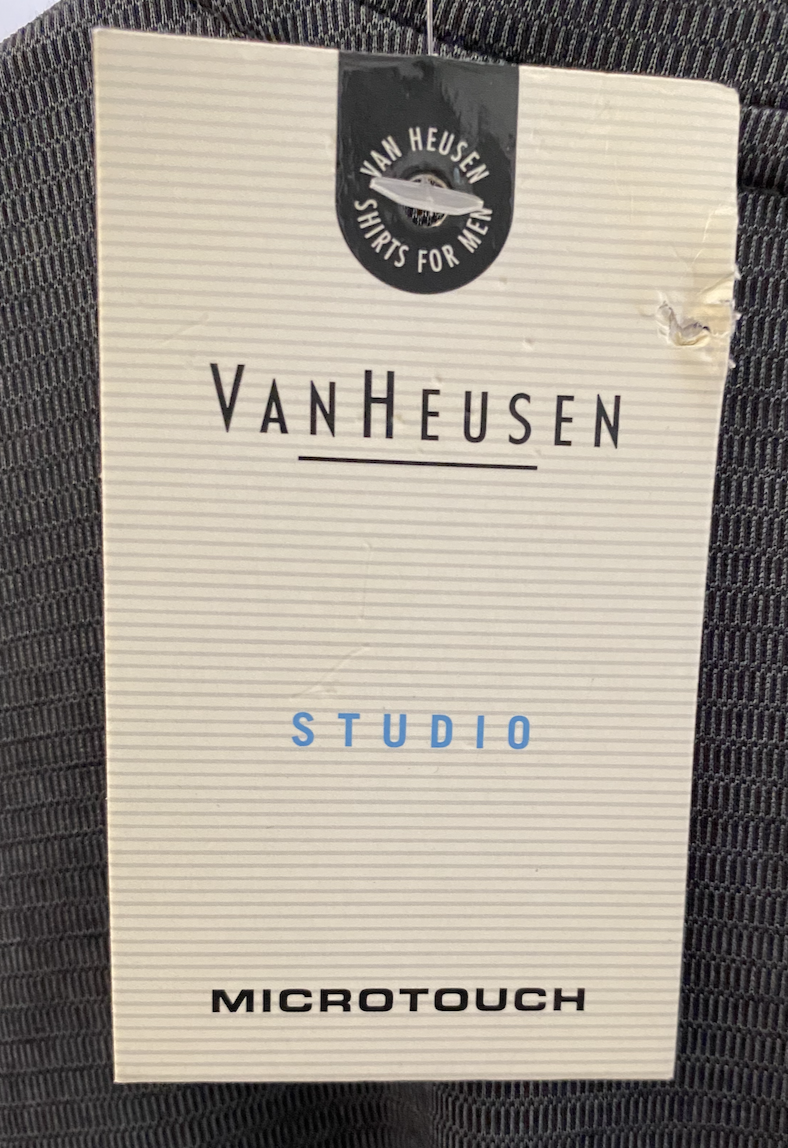 VAN HEUSEN
SHIRTS FOR MEN
VANHEUSEN
STUDIO
MICROTOUCH